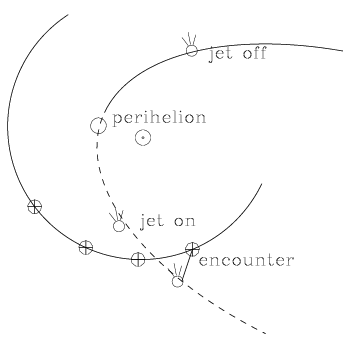 jet off
perihelion
jet on
encounter